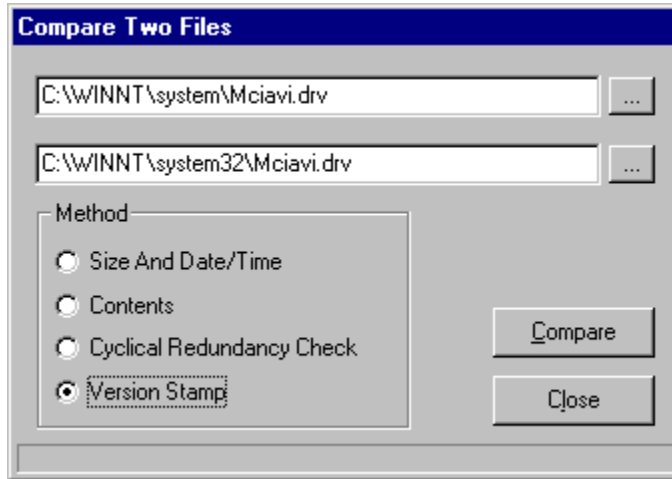 Compare Two Files
C:\WINNT\system\Mciavi.drv
...
C:\WINNT\system32\Mciavi.drv
...
Method
Size And Date/Time
Contents
Cyclical Redundancy Check
Version Stamp
Compare
Close